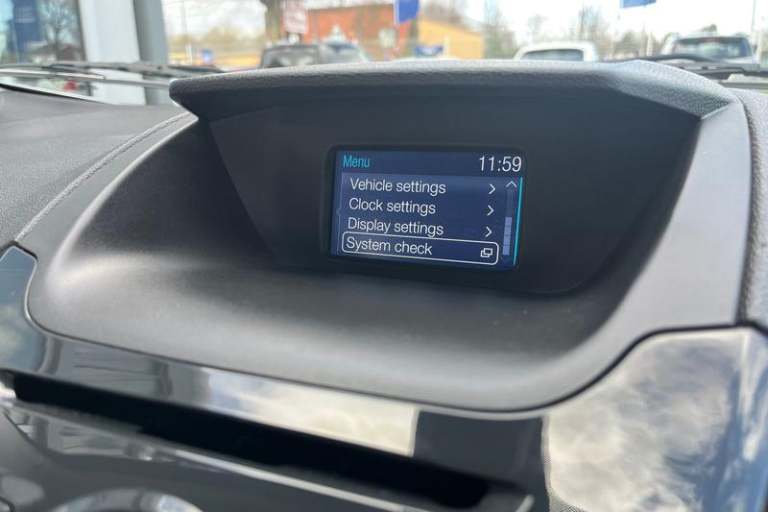 Menu 11:59
Vehicle settings
Clock settings
Display settings
System check